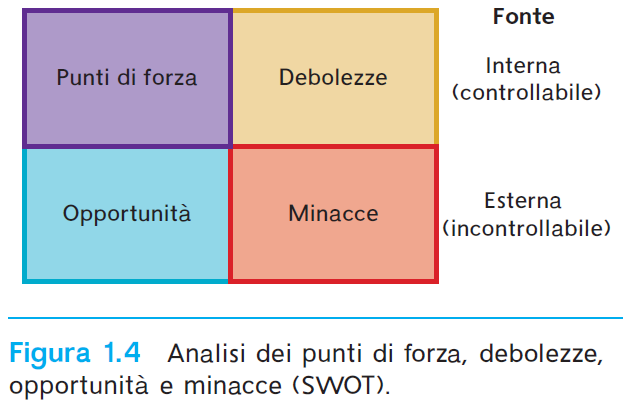 Fonte
Punti di forza
Debolezze
Interna
(controllabile)
Opportunità
Minacce
Esterna
(incontrollabile)
Figura 1.4 Analisi dei punti di forza, debolezze,
opportunità e minacce (SWOT).